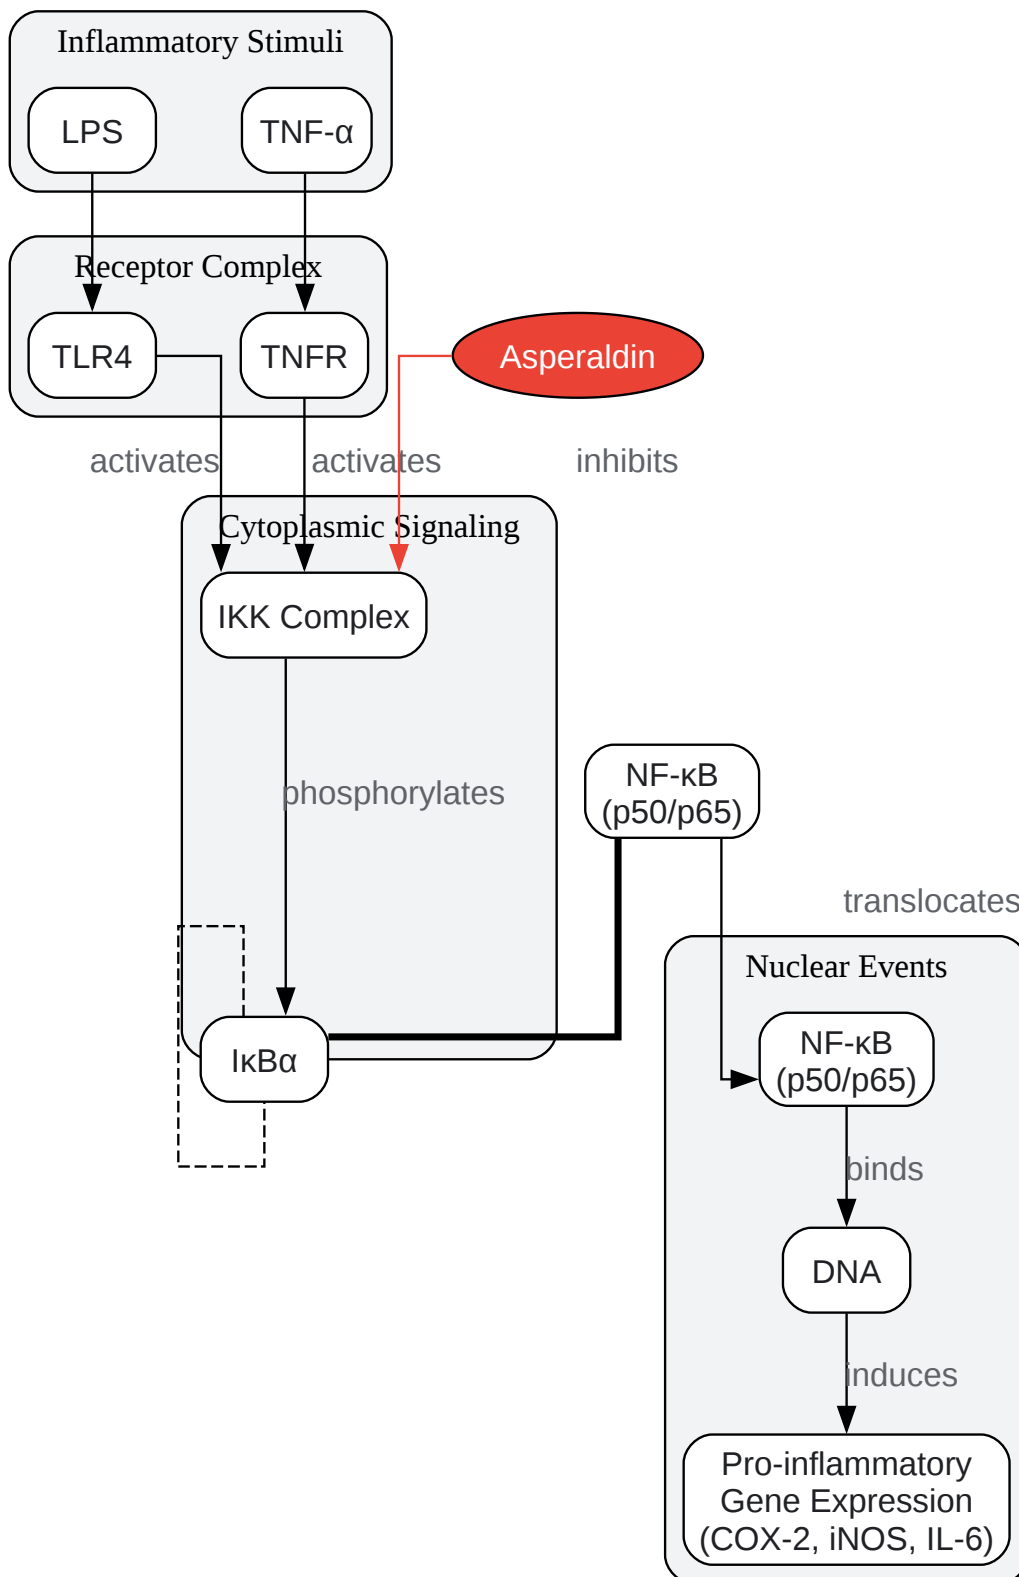 Inflammatory Stimuli
LPS
TNF-α
Receptor Complex
TLR4
TNFR
Asperaldin
activates
activates
inhibits
Cytoplasmic Signaling
IKK Complex
phosphorylates
NF-κB
(p50/p65)
translocates
Nuclear Events
IκBα
NF-κB
(p50/p65)
binds
DNA
induces
Pro-inflammatory
Gene Expression
(COX-2, iNOS, IL-6)